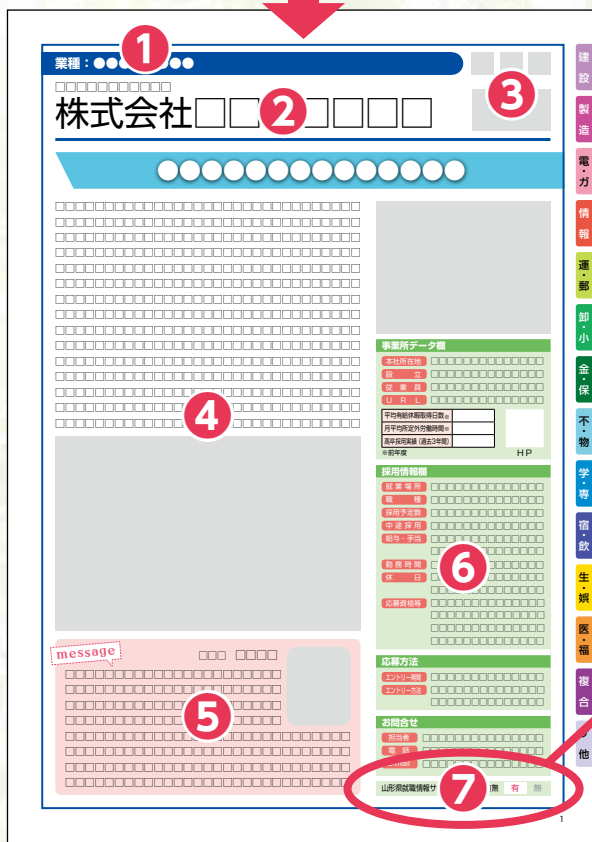 業種：●●●●●●●
1
□□□□□□□□□□□
株式会社□□□□□□□
2
3
●●●●●●●●●●●●●●
4
message
□□□ □□□□
5
事業所データ欄
本社所在地
設立
従業員
URL
平均有給休暇取得日数※
月平均所定外労働時間※
高卒採用実績(過去3年間)
※前年度
HP
採用情報欄
就業場所
職種
採用予定数
中途採用
給与・手当
勤務時間
休日
応募資格等
6
応募方法
エントリー期間
エントリー方法
お問合せ
担当者
電話
山形県就職情報サ
7
無 有 無
1
建設
製造
電・ガ
情報
運・郵
卸・小
金・保
不・物
学・専
宿・飲
生・娯
医・福
複合
他